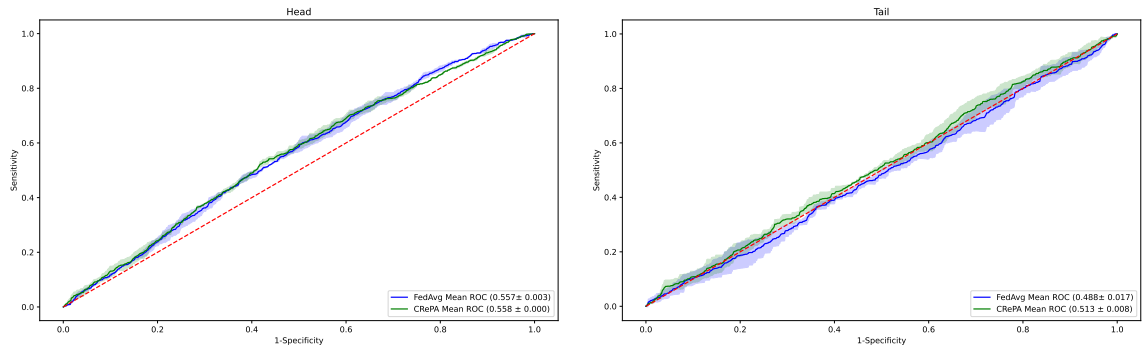 Head
1.0
0.8
0.6
0.4
0.2
0.0
Sensitivity
0.0 0.2 0.4 0.6 0.8 1.0
1-Specificity
FedAvg Mean ROC (0.557± 0.003)
CRePA Mean ROC (0.558 ± 0.000)
Tail
1.0
0.8
0.6
0.4
0.2
0.0
Sensitivity
0.0 0.2 0.4 0.6 0.8 1.0
1-Specificity
FedAvg Mean ROC (0.488± 0.017)
CRePA Mean ROC (0.513 ± 0.008)